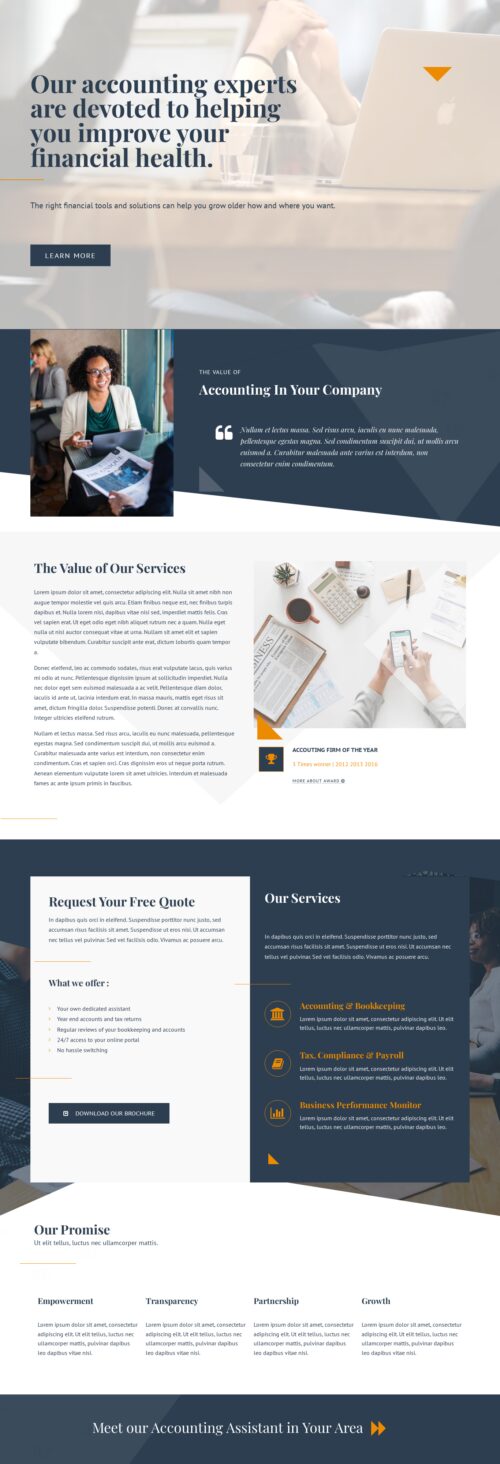 Our accounting experts
are devoted to helping
you improve your
financial health.
The right financial tools and solutions can help you grow older how and where you want.
LEARN MORE
THE VALUE OF
Accounting In Your Company
Nullam et lectus massa. Sed risus arcu, iaculis eu nunc malesuada,
pellentesque egestas magna. Sed condimentum suscipit dui, ut mollis arcu
euismod a. Curabitur malesuada ante varius est interdum, non
consectetur enim condimentum.
The Value of Our Services
Lorem ipsum dolor sit amet, consectetur adipiscing elit. Nulla sit amet nibh non
augue tempor molestie vel quis arcu. Etiam finibus neque est, nec finibus turpis
dapibus et. Nulla lorem nisi, dapibus vitae nisi sed, imperdiet mattis felis. Cras
vel sapien erat. Ut eget odio eget nibh aliquet rutrum nec a quam. Nulla eget
nulla ut nisi auctor consequat vitae at urna. Nullam sit amet elit et sapien
vulputate bibendum. Curabitur suscipit ante erat, dictum lobortis quam tempor
a.
Donec eleifend, leo ac commodo sodales, risus erat vulputate lacus, quis varius
mi odio at nunc. Pellentesque dignissim ipsum at sollicitudin imperdiet. Nulla
nec dolor eget sem euismod malesuada a ac velit. Pellentesque diam dolor,
iaculis id ante ut, lacinia interdum erat. In massa mauris, mattis eget risus sit
amet, dictum fringilla dolor. Suspendisse potenti. Donec at convallis nunc.
Integer ultricies eleifend rutrum.
Nullam et lectus massa. Sed risus arcu, iaculis eu nunc malesuada, pellentesque
egestas magna. Sed condimentum suscipit dui, ut mollis arcu euismod a.
Curabitur malesuada ante varius est interdum, non consectetur enim
condimentum. Cras et sapien orci. Cras dignissim eros ut neque porta rutrum.
Aenean elementum vulputate lorem sit amet ultricies. Interdum et malesuada
fames ac ante ipsum primis in faucibus.
BUSINESS
ACCOUTING FIRM OF THE YEAR
3 Times winner | 2012 2013 2016
MORE ABOUT AWARD
Request Your Free Quote
In dapibus quis orci in eleifend. Suspendisse porttitor nunc justo, sed
accumsan risus facilisis sit amet. Suspendisse ut eros nisi. Ut accumsan
nec tellus vel pulvinar. Sed vel facilisis odio. Vivamus ac posuere arcu.
What we offer :
Your own dedicated assistant
Year end accounts and tax returns
Regular reviews of your bookkeeping and accounts
24/7 access to your online portal
No hassle switching
DOWNLOAD OUR BROCHURE
Our Services
In dapibus quis orci in eleifend. Suspendisse porttitor nunc justo, sed
accumsan risus facilisis sit amet. Suspendisse ut eros nisi. Ut accumsan
nec tellus vel pulvinar. Sed vel facilisis odio. Vivamus ac posuere arcu.
Accounting & Bookkeeping
Lorem ipsum dolor sit amet, consectetur adipiscing elit. Ut elit
tellus, luctus nec ullamcorper mattis, pulvinar dapibus leo.
Tax, Compliance & Payroll
Lorem ipsum dolor sit amet, consectetur adipiscing elit. Ut elit
tellus, luctus nec ullamcorper mattis, pulvinar dapibus leo.
Business Performance Monitor
Lorem ipsum dolor sit amet, consectetur adipiscing elit. Ut elit
tellus, luctus nec ullamcorper mattis, pulvinar dapibus leo.
Our Promise
Ut elit tellus, luctus nec ullamcorper mattis.
Empowerment
Lorem ipsum dolor sit amet, consectetur
adipiscing elit. Ut elit tellus, luctus nec
ullamcorper mattis, pulvinar dapibus
leo dapibus vitae nisi.
Transparency
Lorem ipsum dolor sit amet, consectetur
adipiscing elit. Ut elit tellus, luctus nec
ullamcorper mattis, pulvinar dapibus
leo dapibus vitae nisi.
Partnership
Lorem ipsum dolor sit amet, consectetur
adipiscing elit. Ut elit tellus, luctus nec
ullamcorper mattis, pulvinar dapibus
leo dapibus vitae nisi.
Growth
Lorem ipsum dolor sit amet, consectetur
adipiscing elit. Ut elit tellus, luctus nec
ullamcorper mattis, pulvinar dapibus
leo dapibus vitae nisi.
Meet our Accounting Assistant in Your Area